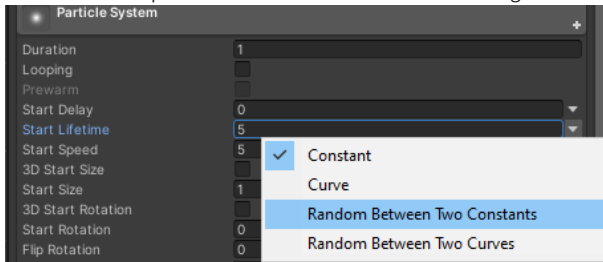 Particle System
Duration 1
Looping
Prewarm
Start Delay 0
Start Lifetime 5
Start Speed 5
3D Start Size
Start Size 1
3D Start Rotation
Start Rotation 0
Flip Rotation 0
Constant
Curve
Random Between Two Constants
Random Between Two Curves